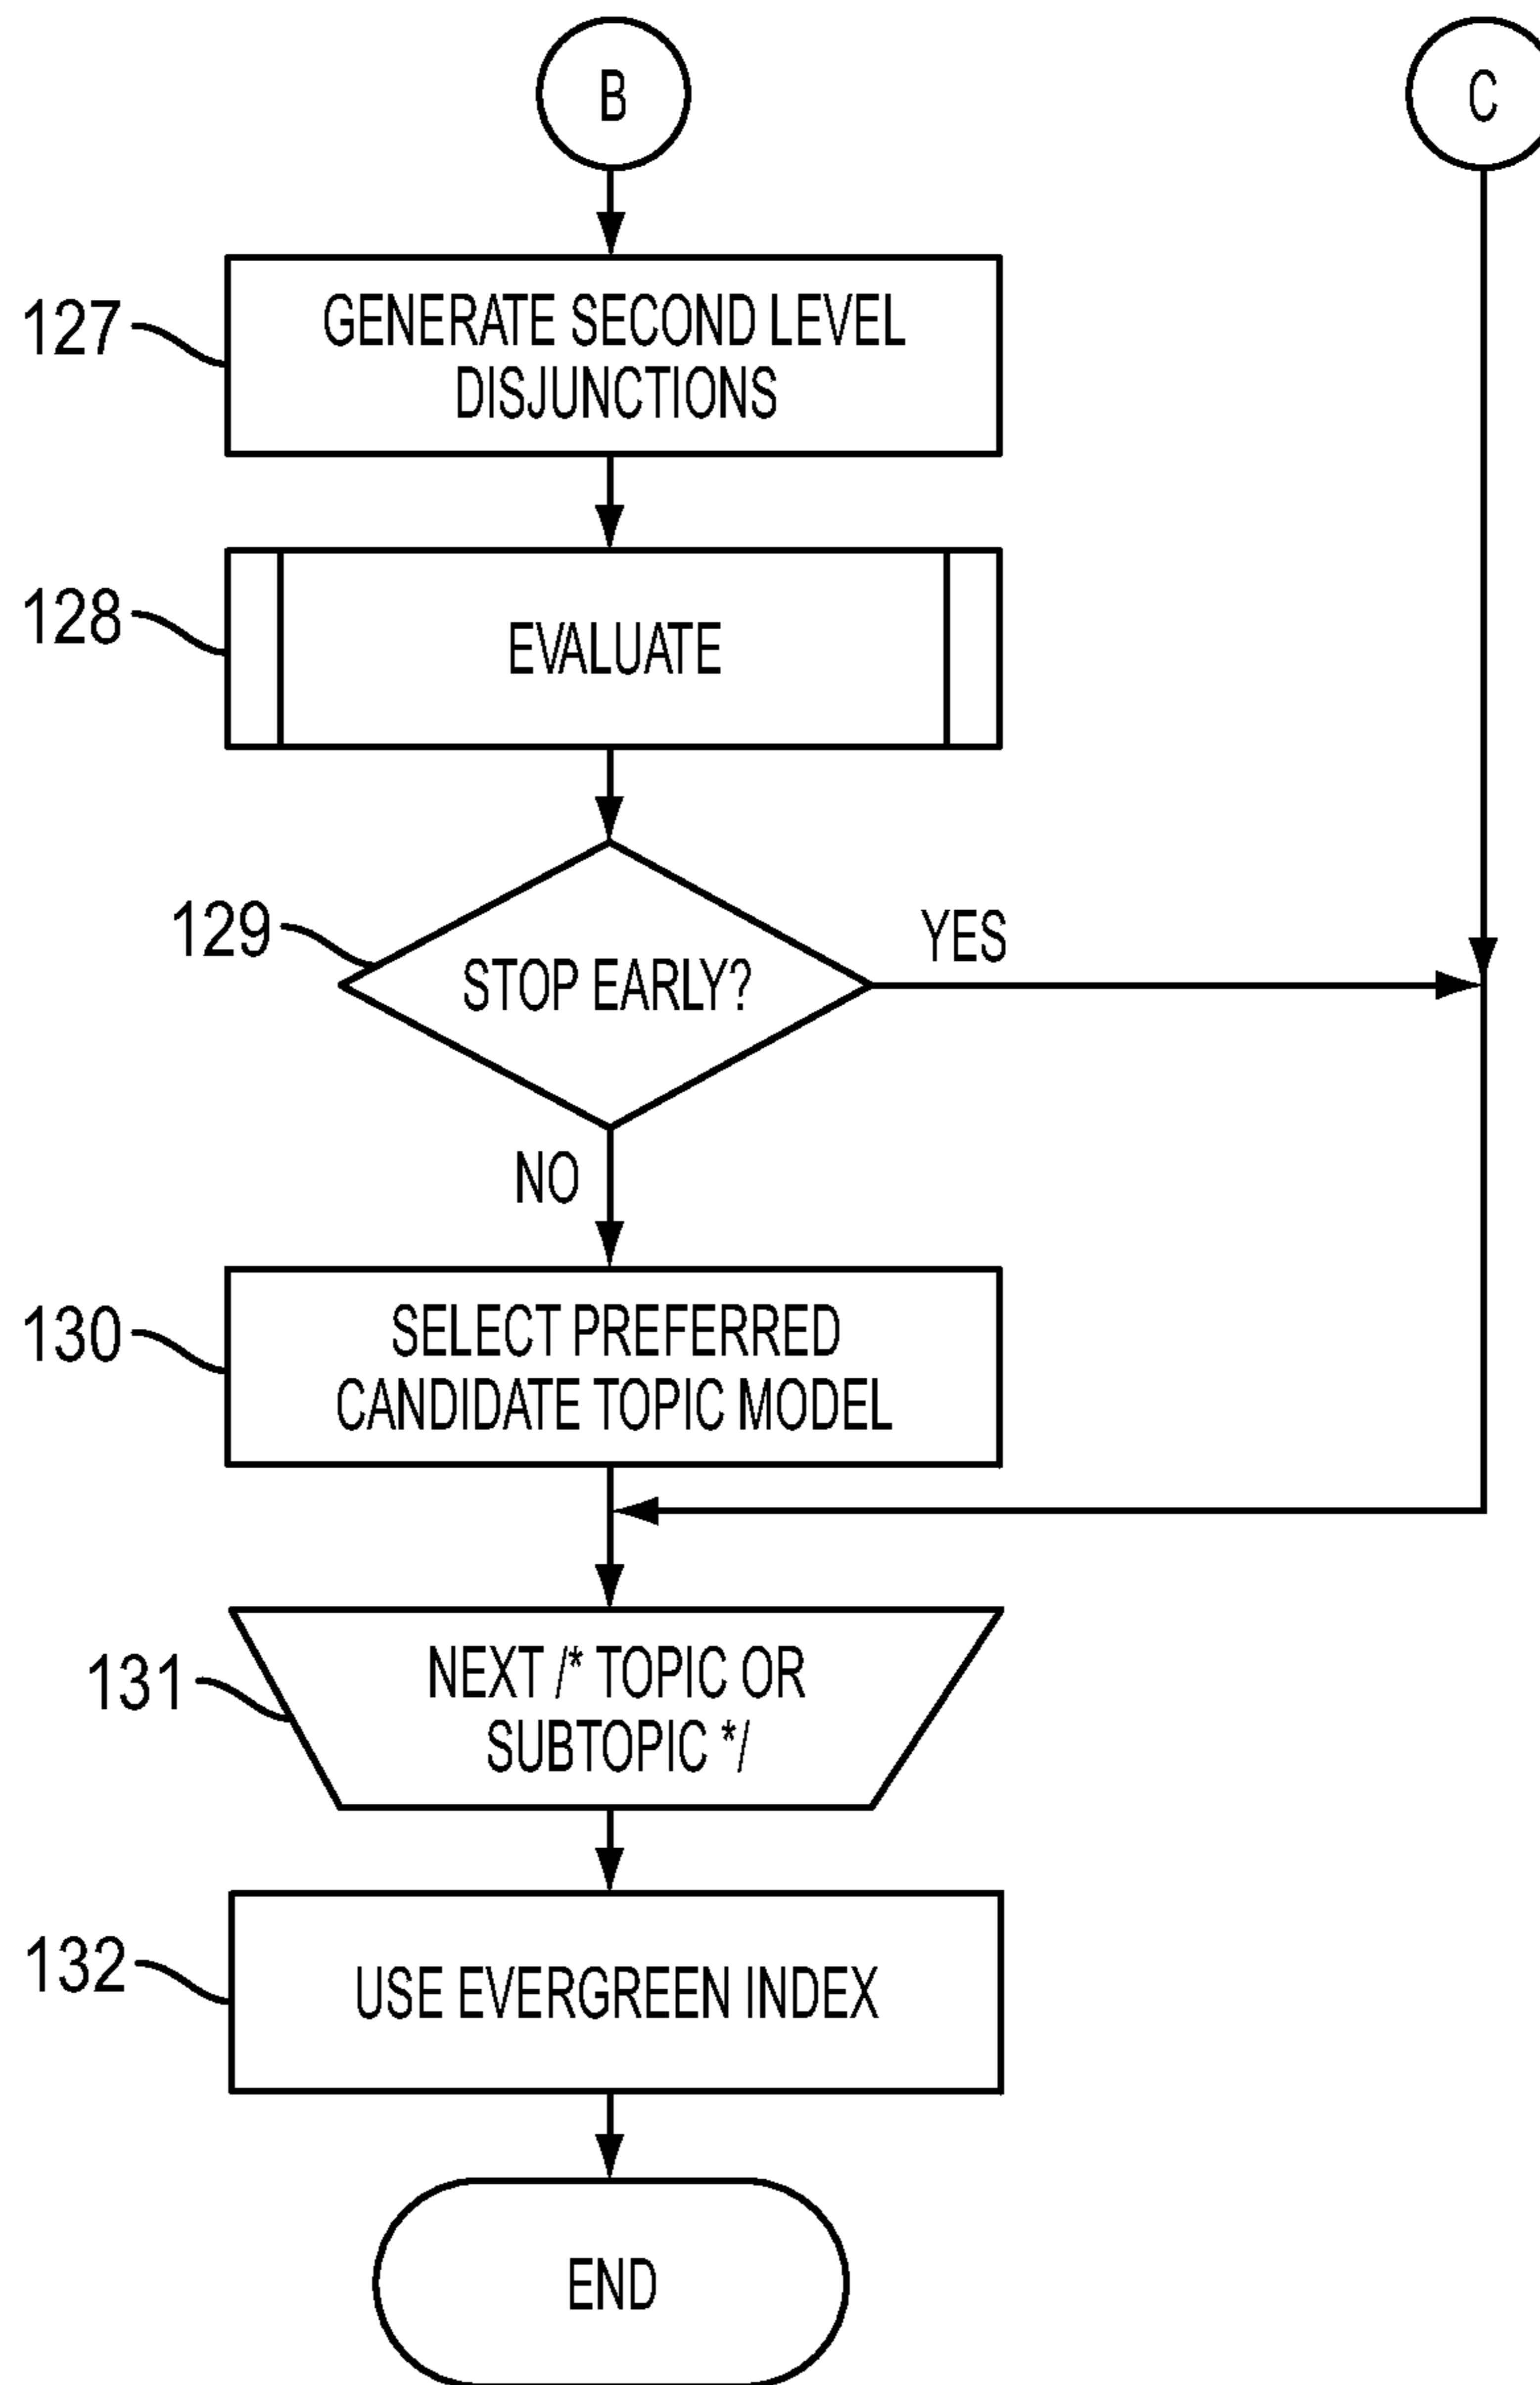 B
C
127
GENERATE SECOND LEVEL
DISJUNCTIONS
128
EVALUATE
129
STOP EARLY?
YES
NO
130
SELECT PREFERRED
CANDIDATE TOPIC MODEL
131
NEXT /* TOPIC OR
SUBTOPIC */
132
USE EVERGREEN INDEX
END